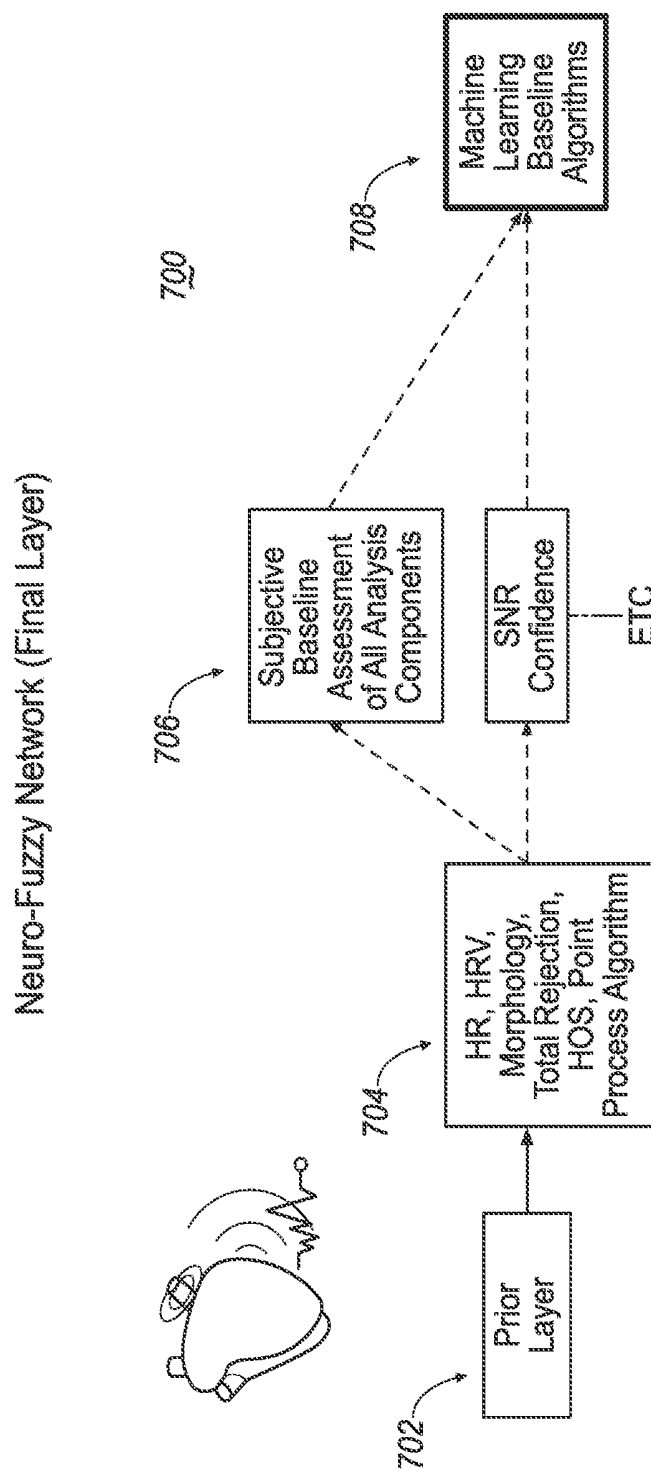 Neuro-Fuzzy Network (Final Layer)
700
702
Prior
Layer
704
HR, HRV,
Morphology,
Total Rejection,
HOS, Point
Process Algorithm
706
Subjective
Baseline
Assessment
of All Analysis
Components
SNR
Confidence
ETC
708
Machine
Learning
Baseline
Algorithms